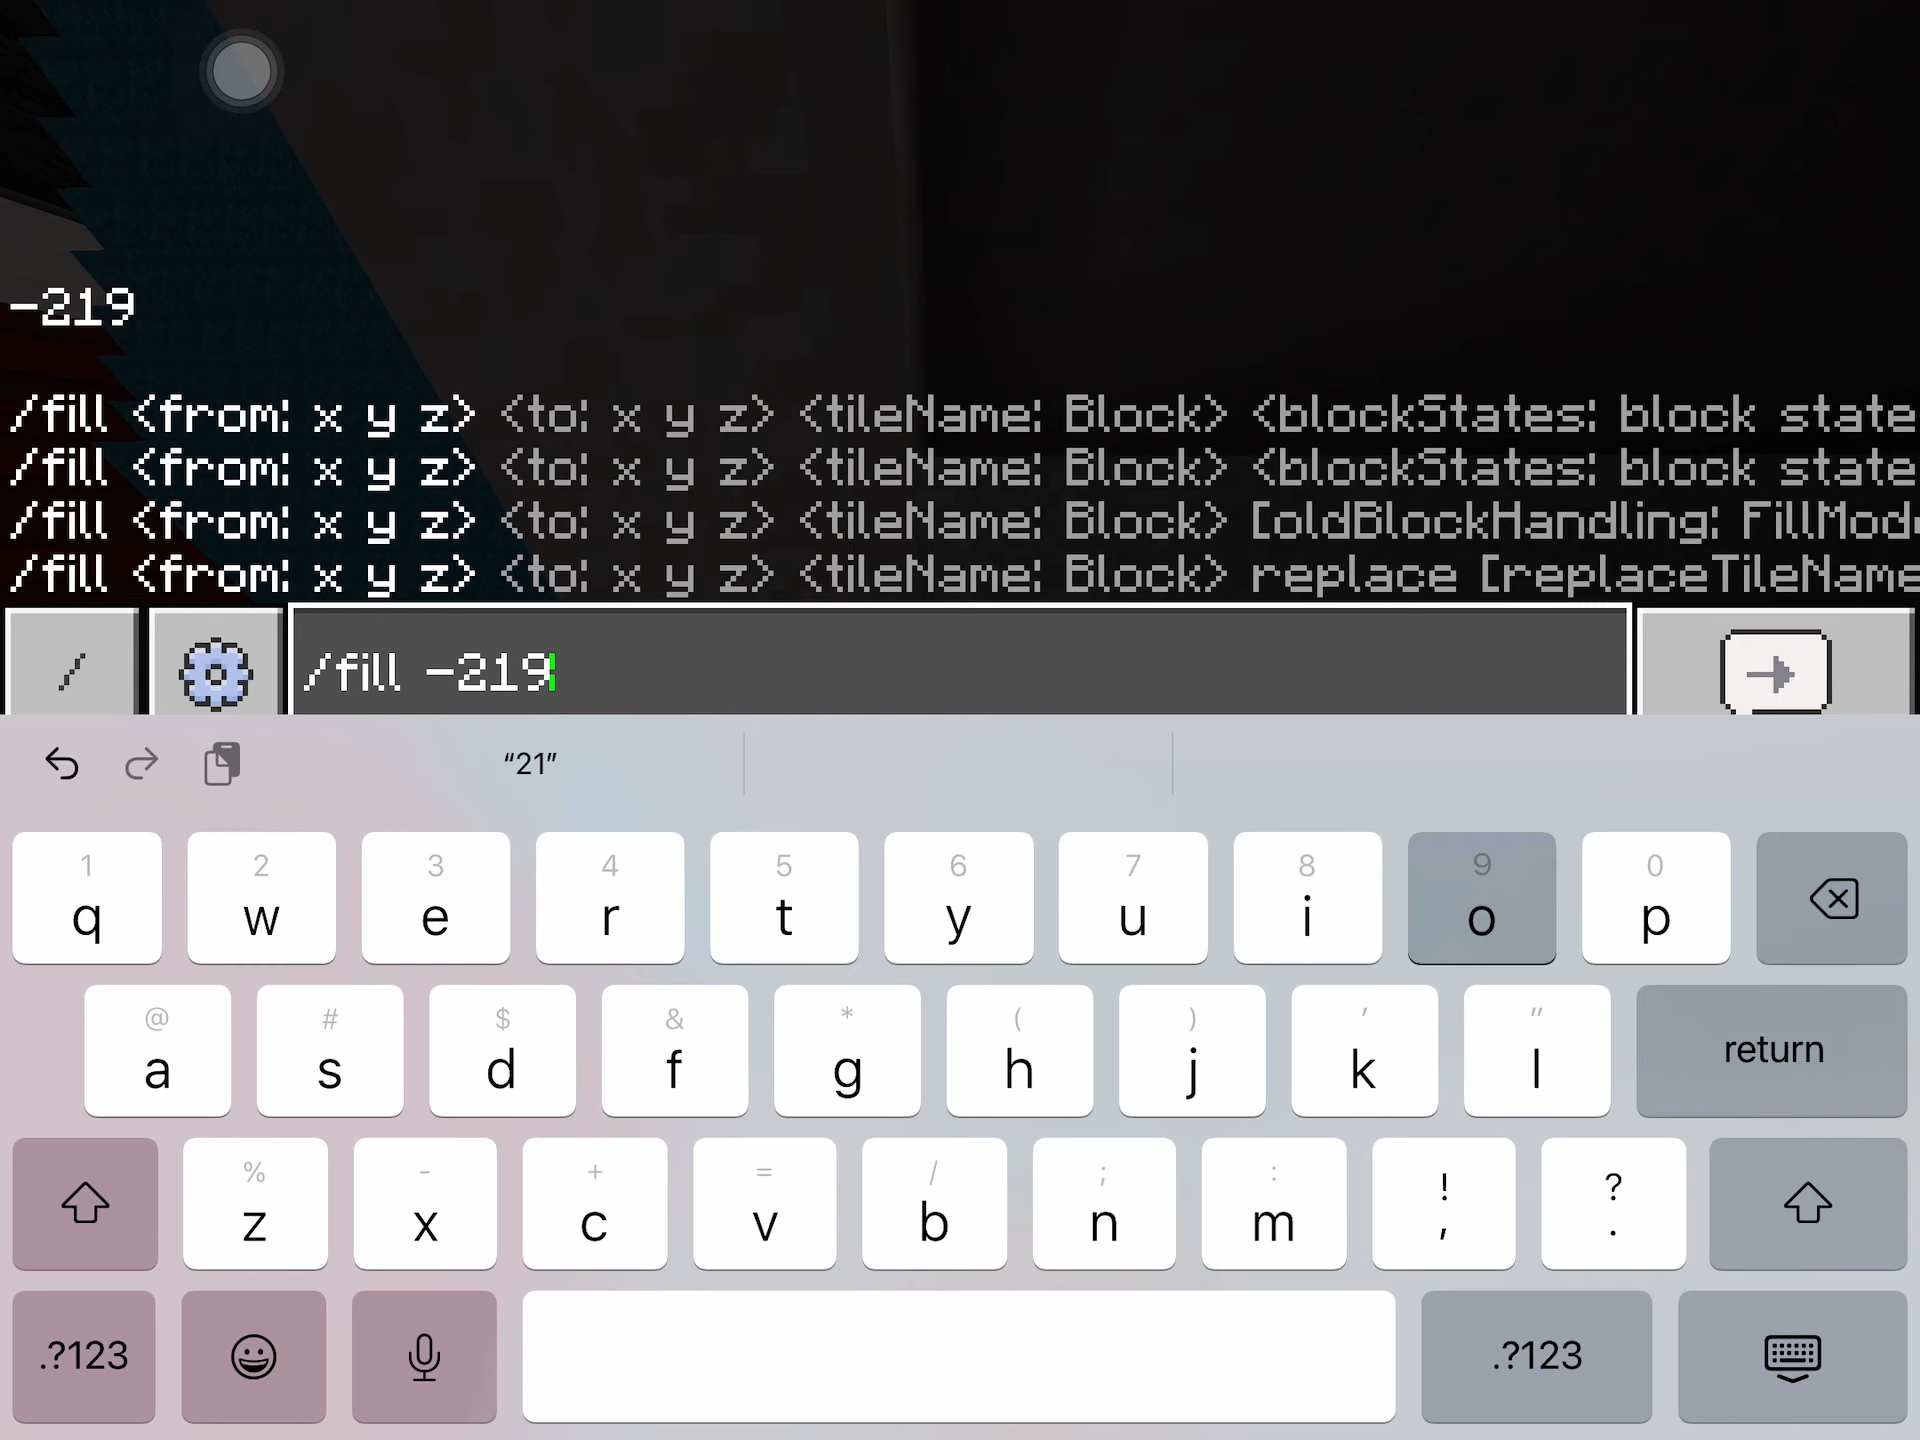 -219
/fill <from: x y z> <to: x y z> <tileName: Block> <blockStates: block state
/fill <from: x y z> <to: x y z> <tileName: Block> <blockStates: block state
/fill <from: x y z> <to: x y z> <tileName: Block> [oldBlockHandling: FillMod
/fill <from: x y z> <to: x y z> <tileName: Block> replace [replaceTileName
/ /fill -219
“21”
1 2 3 4 5 6 7 8 9 0
q w e r t y u i o p
@ # $ & * ( ) ' "
a s d f g h j k l return
% - + = / ; : ! ?
z x c v b n m , .
.?123 .?123